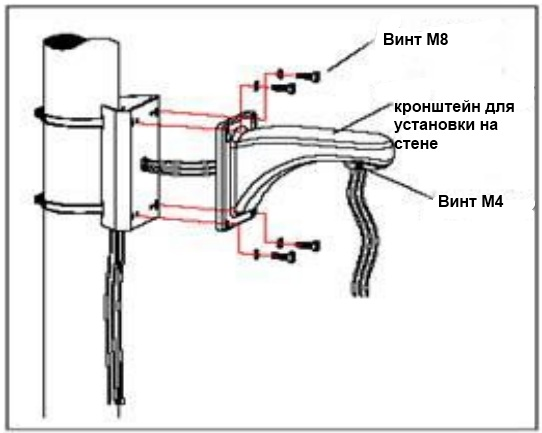 Винт М8
кронштейн для
установки на
стене
Винт М4